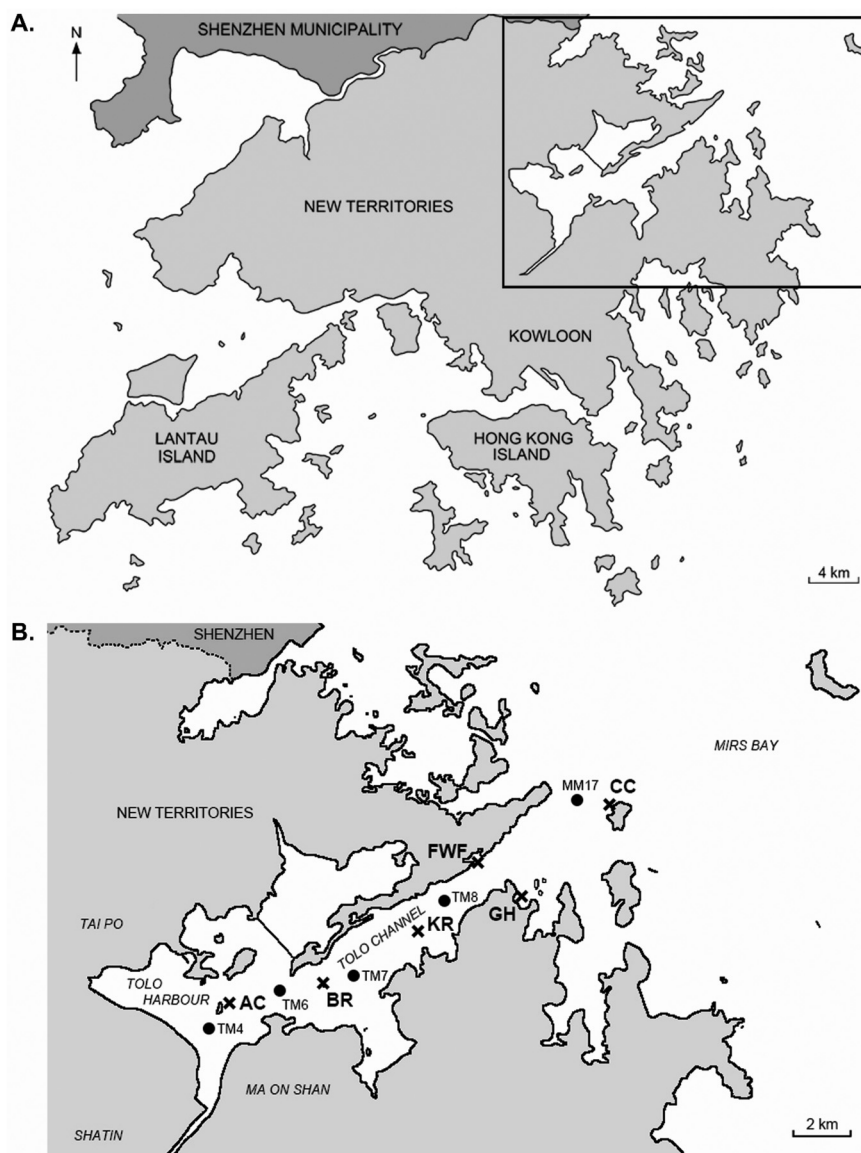 A.
N
SHENZHEN MUNICIPALITY
NEW TERRITORIES
KOWLOON
LANTAU
ISLAND
HONG KONG
ISLAND
4 km
B.
SHENZHEN
MIRS BAY
MM17
CC
NEW TERRITORIES
FWF
TM8
GH
TOLO CHANNEL
KR
TAI PO
TM7
TOLO
HARBOUR
AC
TM6
BR
TM4
MA ON SHAN
SHATIN
2 km